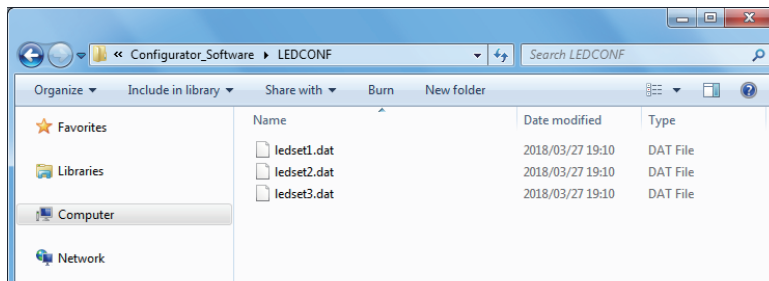 « Configurator_Software ▸ LEDCONF Search LEDCONF
Organize ▾ Include in library ▾ Share with ▾ Burn New folder
Favorites
Libraries
Computer
Network
Name Date modified Type
ledset1.dat 2018/03/27 19:10 DAT File
ledset2.dat 2018/03/27 19:10 DAT File
ledset3.dat 2018/03/27 19:10 DAT File